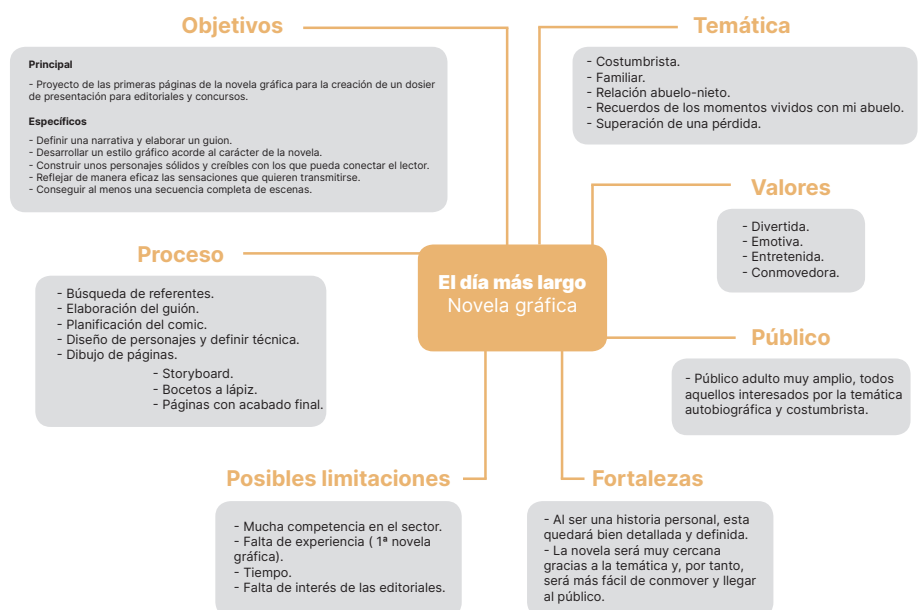 Objetivos
Principal
- Proyecto de las primeras páginas de la novela gráfica para la creación de un dosier
de presentación para editoriales y concursos.
Específicos
- Definir una narrativa y elaborar un guion.
- Desarrollar un estilo gráfico acorde al carácter de la novela.
- Construir unos personajes sólidos y creíbles con los que pueda conectar el lector.
- Reflejar de manera eficaz las sensaciones que quieren transmitirse.
- Conseguir al menos una secuencia completa de escenas.
Temática
- Costumbrista.
- Familiar.
- Relación abuelo-nieto.
- Recuerdos de los momentos vividos con mi abuelo.
- Superación de una pérdida.
Valores
- Divertida.
- Emotiva.
- Entretenida.
- Conmovedora.
Proceso
- Búsqueda de referentes.
- Elaboración del guión.
- Planificación del comic.
- Diseño de personajes y definir técnica.
- Dibujo de páginas.
- Storyboard.
- Bocetos a lápiz.
- Páginas con acabado final.
El día más largo
Novela gráfica
Público
- Público adulto muy amplio, todos
aquellos interesados por la temática
autobiográfica y costumbrista.
Posibles limitaciones
- Mucha competencia en el sector.
- Falta de experiencia ( 1ª novela
gráfica).
- Tiempo.
- Falta de interés de las editoriales.
Fortalezas
- Al ser una historia personal, esta
quedará bien detallada y definida.
- La novela será muy cercana
gracias a la temática y, por tanto,
será más fácil de conmover y llegar
al público.